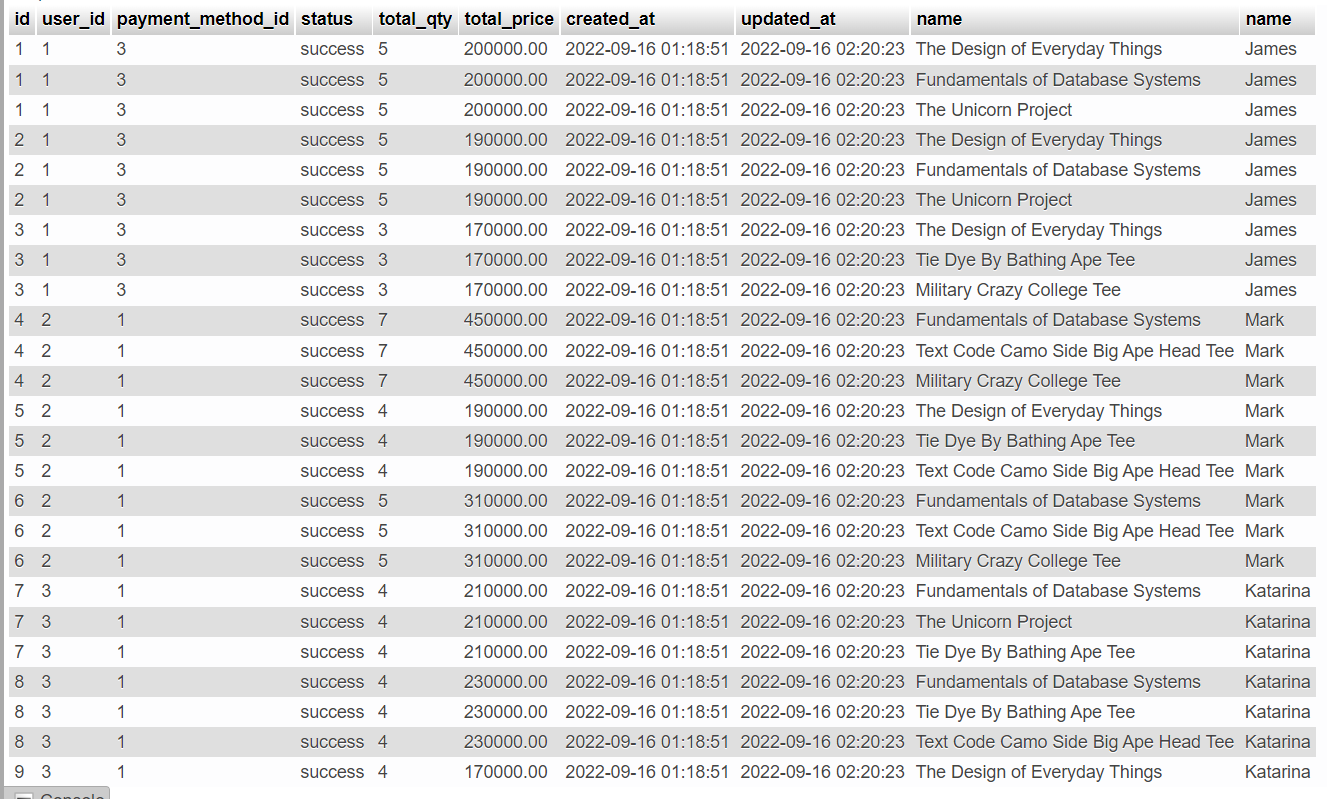 id user_id payment_method_id status total_qty total_price created_at updated_at name name
1 1 3 success 5 200000.00 2022-09-16 01:18:51 2022-09-16 02:20:23 The Design of Everyday Things James
1 1 3 success 5 200000.00 2022-09-16 01:18:51 2022-09-16 02:20:23 Fundamentals of Database Systems James
1 1 3 success 5 200000.00 2022-09-16 01:18:51 2022-09-16 02:20:23 The Unicorn Project James
2 1 3 success 5 190000.00 2022-09-16 01:18:51 2022-09-16 02:20:23 The Design of Everyday Things James
2 1 3 success 5 190000.00 2022-09-16 01:18:51 2022-09-16 02:20:23 Fundamentals of Database Systems James
2 1 3 success 5 190000.00 2022-09-16 01:18:51 2022-09-16 02:20:23 The Unicorn Project James
3 1 3 success 3 170000.00 2022-09-16 01:18:51 2022-09-16 02:20:23 The Design of Everyday Things James
3 1 3 success 3 170000.00 2022-09-16 01:18:51 2022-09-16 02:20:23 Tie Dye By Bathing Ape Tee James
3 1 3 success 3 170000.00 2022-09-16 01:18:51 2022-09-16 02:20:23 Military Crazy College Tee James
4 2 1 success 7 450000.00 2022-09-16 01:18:51 2022-09-16 02:20:23 Fundamentals of Database Systems Mark
4 2 1 success 7 450000.00 2022-09-16 01:18:51 2022-09-16 02:20:23 Text Code Camo Side Big Ape Head Tee Mark
4 2 1 success 7 450000.00 2022-09-16 01:18:51 2022-09-16 02:20:23 Military Crazy College Tee Mark
5 2 1 success 4 190000.00 2022-09-16 01:18:51 2022-09-16 02:20:23 The Design of Everyday Things Mark
5 2 1 success 4 190000.00 2022-09-16 01:18:51 2022-09-16 02:20:23 Tie Dye By Bathing Ape Tee Mark
5 2 1 success 4 190000.00 2022-09-16 01:18:51 2022-09-16 02:20:23 Text Code Camo Side Big Ape Head Tee Mark
6 2 1 success 5 310000.00 2022-09-16 01:18:51 2022-09-16 02:20:23 Fundamentals of Database Systems Mark
6 2 1 success 5 310000.00 2022-09-16 01:18:51 2022-09-16 02:20:23 Text Code Camo Side Big Ape Head Tee Mark
6 2 1 success 5 310000.00 2022-09-16 01:18:51 2022-09-16 02:20:23 Military Crazy College Tee Mark
7 3 1 success 4 210000.00 2022-09-16 01:18:51 2022-09-16 02:20:23 Fundamentals of Database Systems Katarina
7 3 1 success 4 210000.00 2022-09-16 01:18:51 2022-09-16 02:20:23 The Unicorn Project Katarina
7 3 1 success 4 210000.00 2022-09-16 01:18:51 2022-09-16 02:20:23 Tie Dye By Bathing Ape Tee Katarina
8 3 1 success 4 230000.00 2022-09-16 01:18:51 2022-09-16 02:20:23 Fundamentals of Database Systems Katarina
8 3 1 success 4 230000.00 2022-09-16 01:18:51 2022-09-16 02:20:23 Tie Dye By Bathing Ape Tee Katarina
8 3 1 success 4 230000.00 2022-09-16 01:18:51 2022-09-16 02:20:23 Text Code Camo Side Big Ape Head Tee Katarina
9 3 1 success 4 170000.00 2022-09-16 01:18:51 2022-09-16 02:20:23 The Design of Everyday Things Katarina
Console